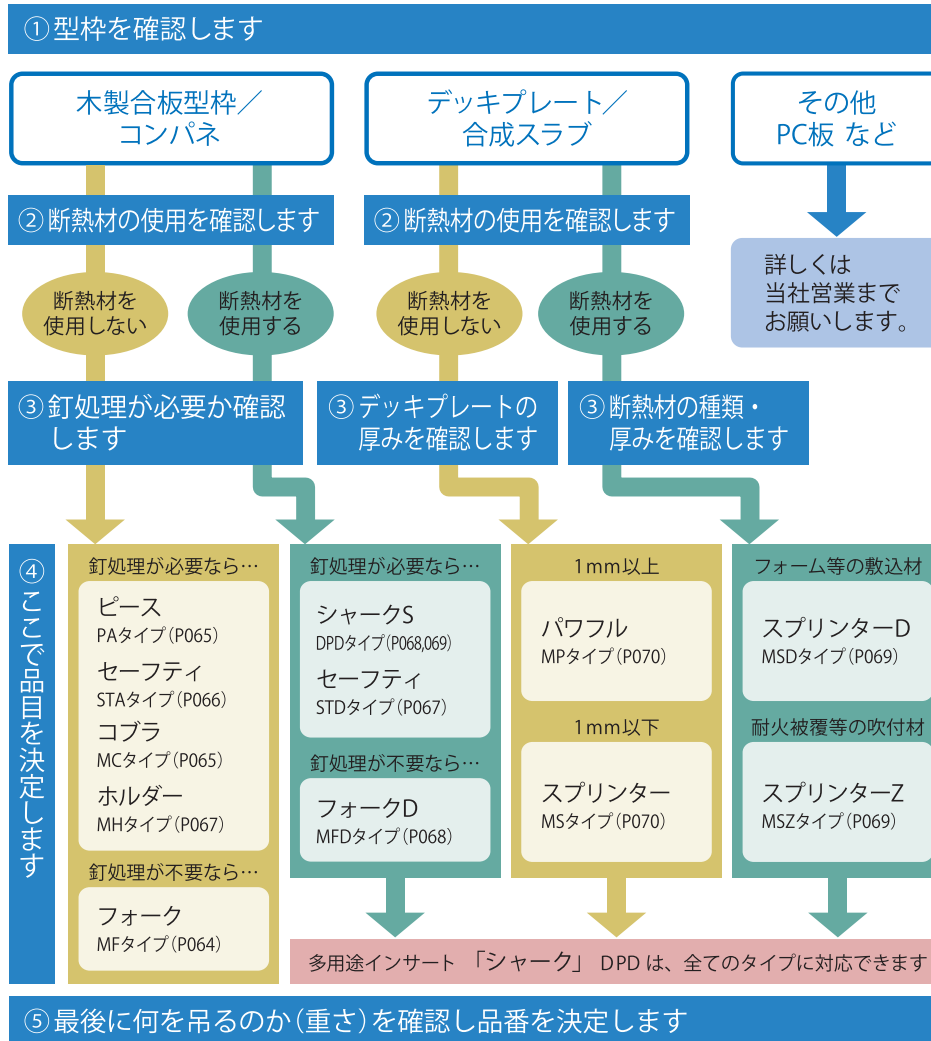 ①型枠を確認します
木製合板型枠／
コンパネ
デッキプレート／
合成スラブ
その他
PC板 など
②断熱材の使用を確認します
②断熱材の使用を確認します
詳しくは
当社営業まで
お願いします。
断熱材を
使用しない
断熱材を
使用する
断熱材を
使用しない
断熱材を
使用する
③釘処理が必要か確認
します
③デッキプレートの
厚みを確認します
③断熱材の種類・
厚みを確認します
④ここで品目を決定します
釘処理が必要なら…
ピース
PAタイプ（P065）
セーフティ
STAタイプ（P066）
コブラ
MCタイプ（P065）
ホルダー
MHタイプ（P067）
釘処理が不要なら…
フォーク
MFタイプ（P064）
釘処理が必要なら…
シャークS
DPDタイプ（P068,069）
セーフティ
STDタイプ（P067）
釘処理が不要なら…
フォークD
MFDタイプ（P068）
1mm以上
パワフル
MPタイプ（P070）
1mm以下
スプリンター
MSタイプ（P070）
フォーム等の敷込材
スプリンターD
MSDタイプ（P069）
耐火被覆等の吹付材
スプリンターZ
MSZタイプ（P069）
多用途インサート 「シャーク」 DPD は、全てのタイプに対応できます
⑤最後に何を吊るのか（重さ）を確認し品番を決定します